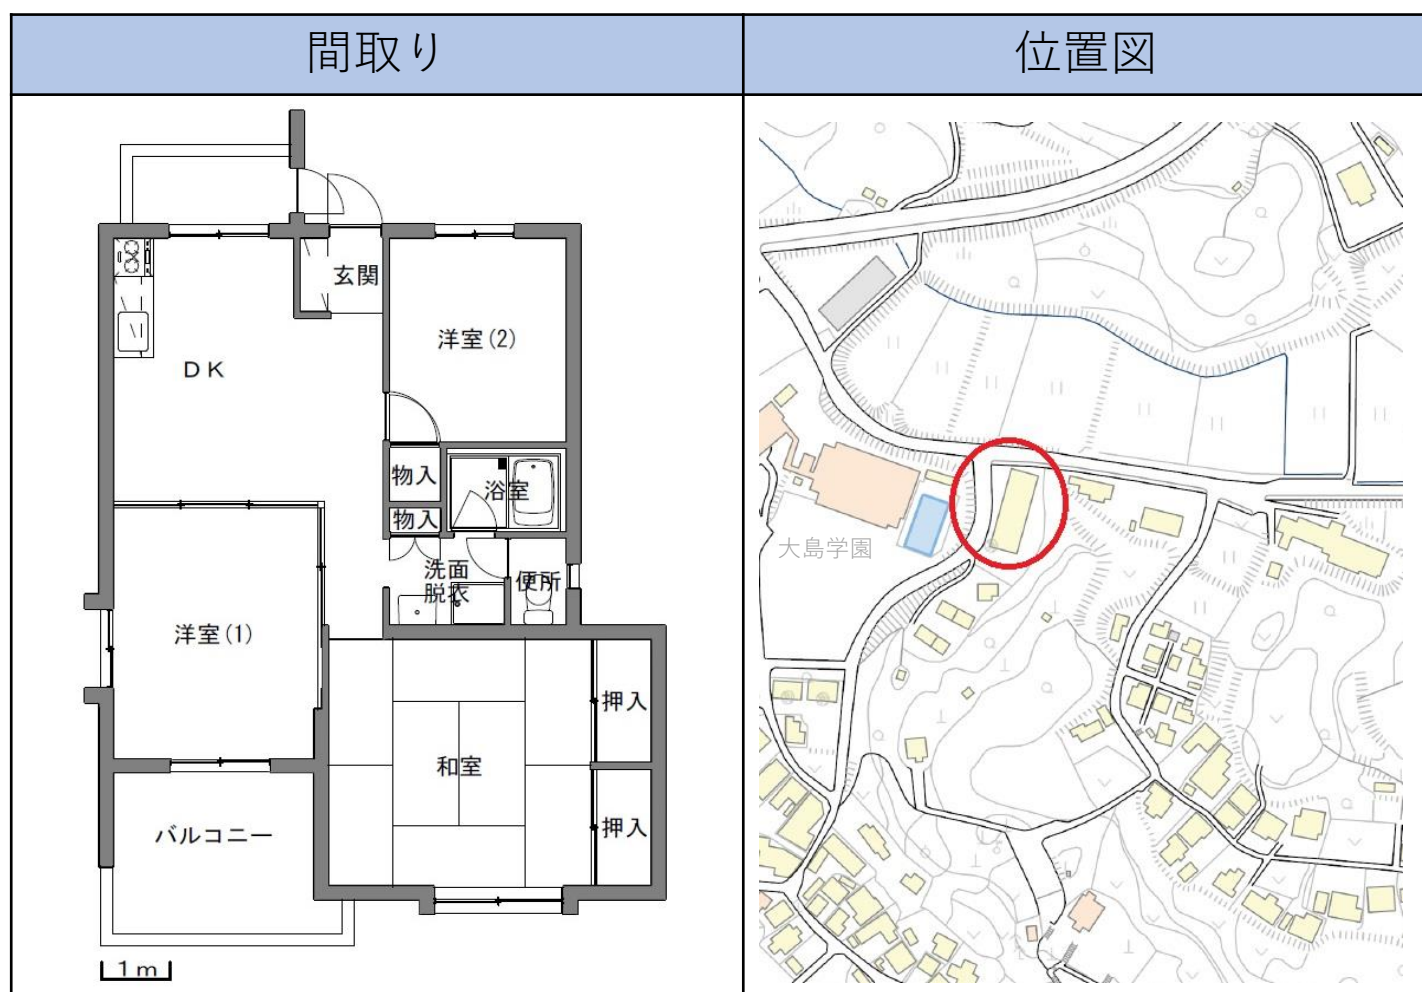 間取り
位置図
玄関
洋室(2)
DK
物入
浴室
物入
洗面
脱衣
便所
洋室(1)
押入
和室
押入
バルコニー
1m
大島学園